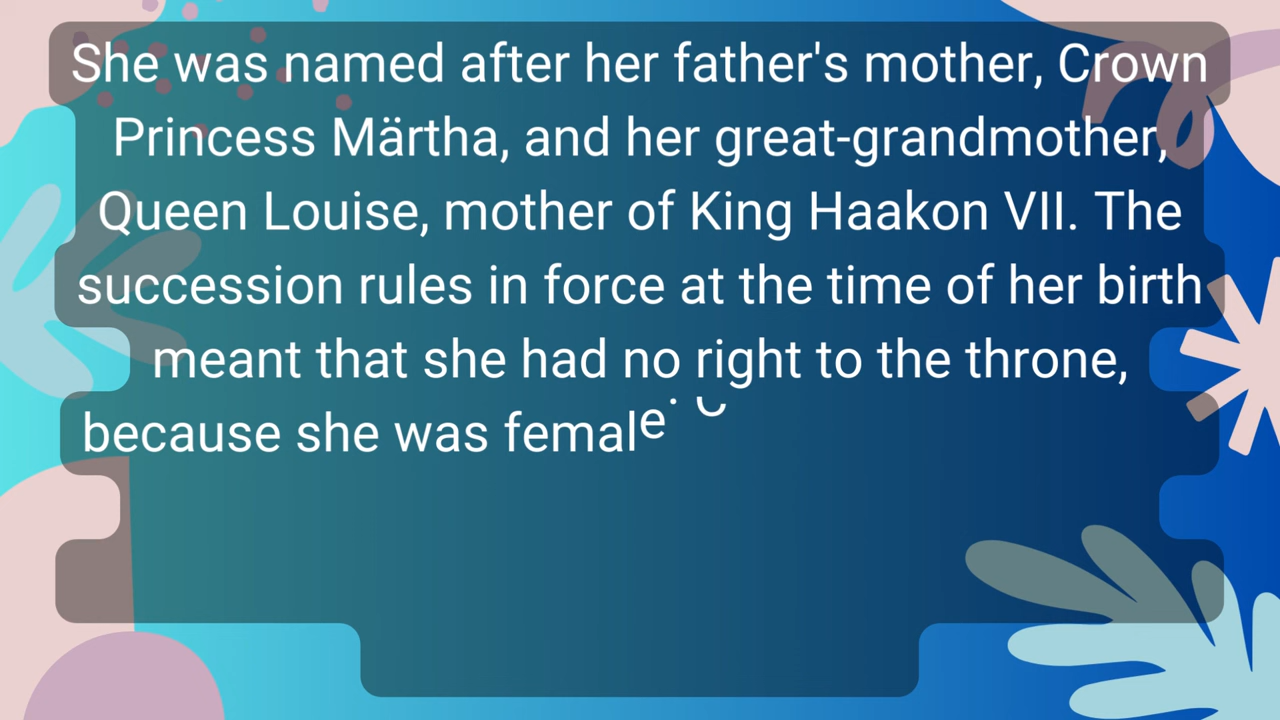 She was named after her father's mother, Crown
Princess Märtha, and her great-grandmother,
Queen Louise, mother of King Haakon VII. The
succession rules in force at the time of her birth
meant that she had no right to the throne,
because she was female.